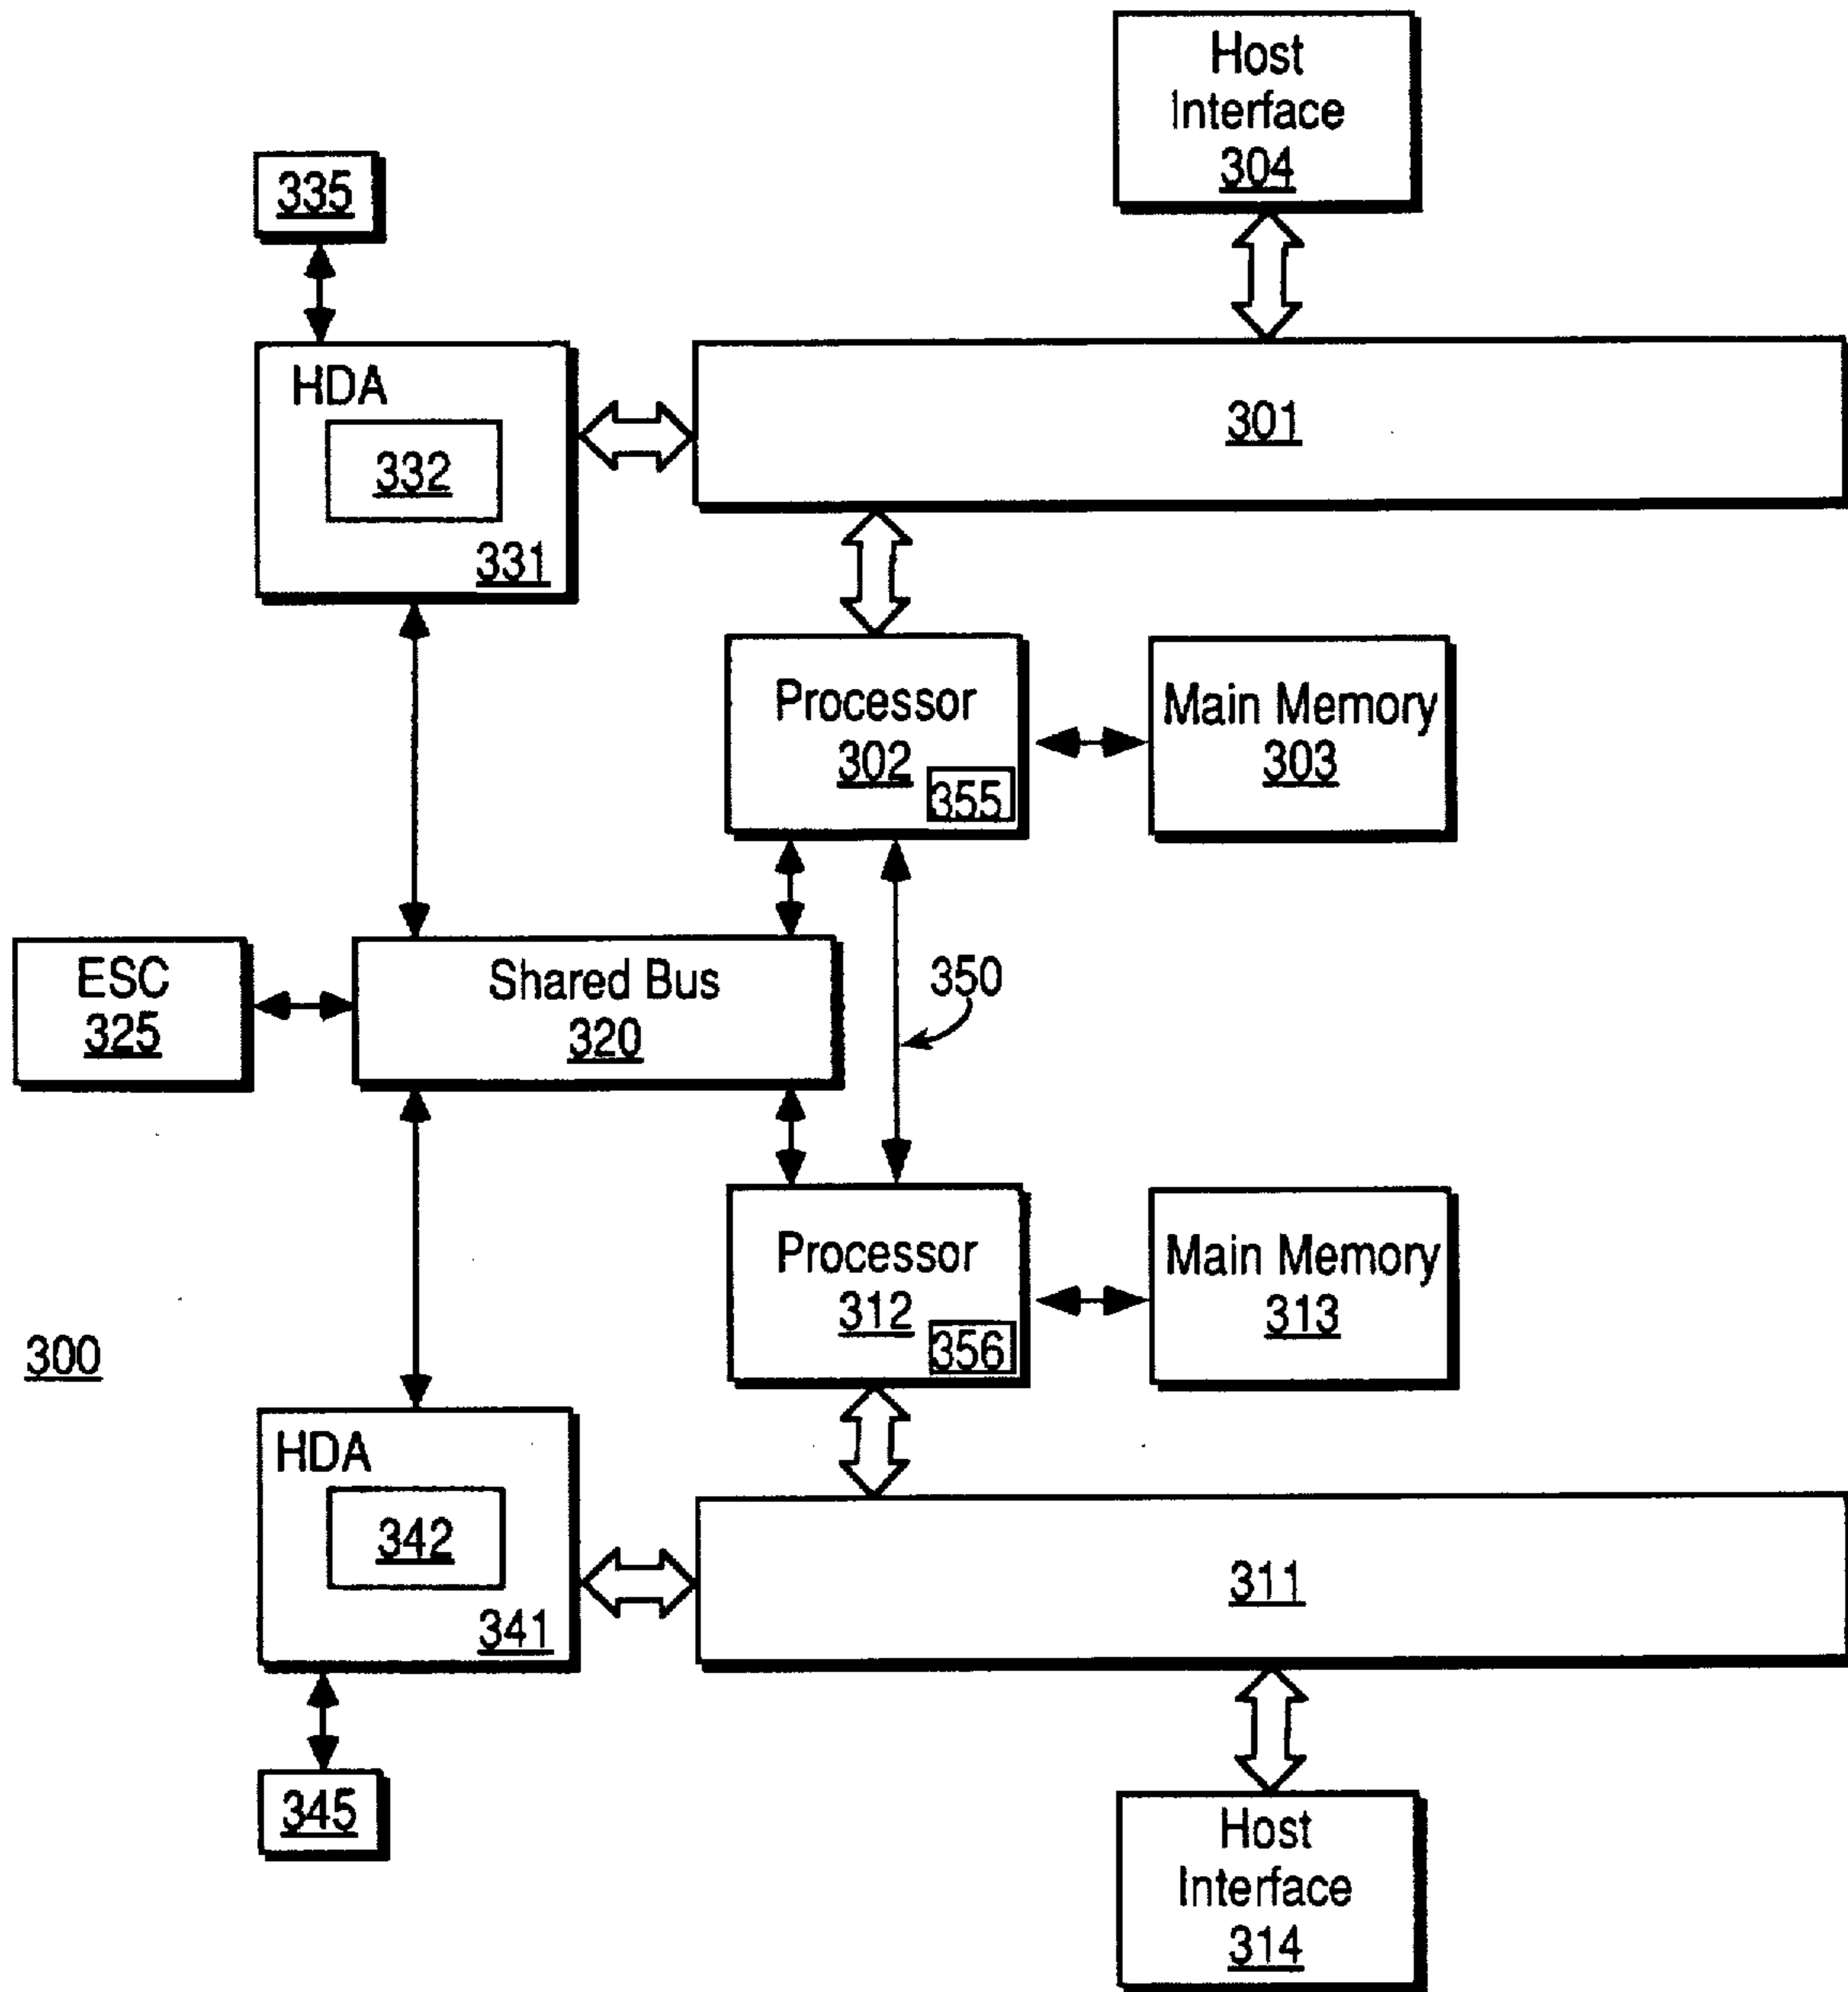 Host
Interface
304
335
HDA
332
331
301
Processor
302
355
Main Memory
303
ESC
325
Shared Bus
320
350
Processor
312
356
Main Memory
313
300
HDA
342
341
311
345
Host
Interface
314